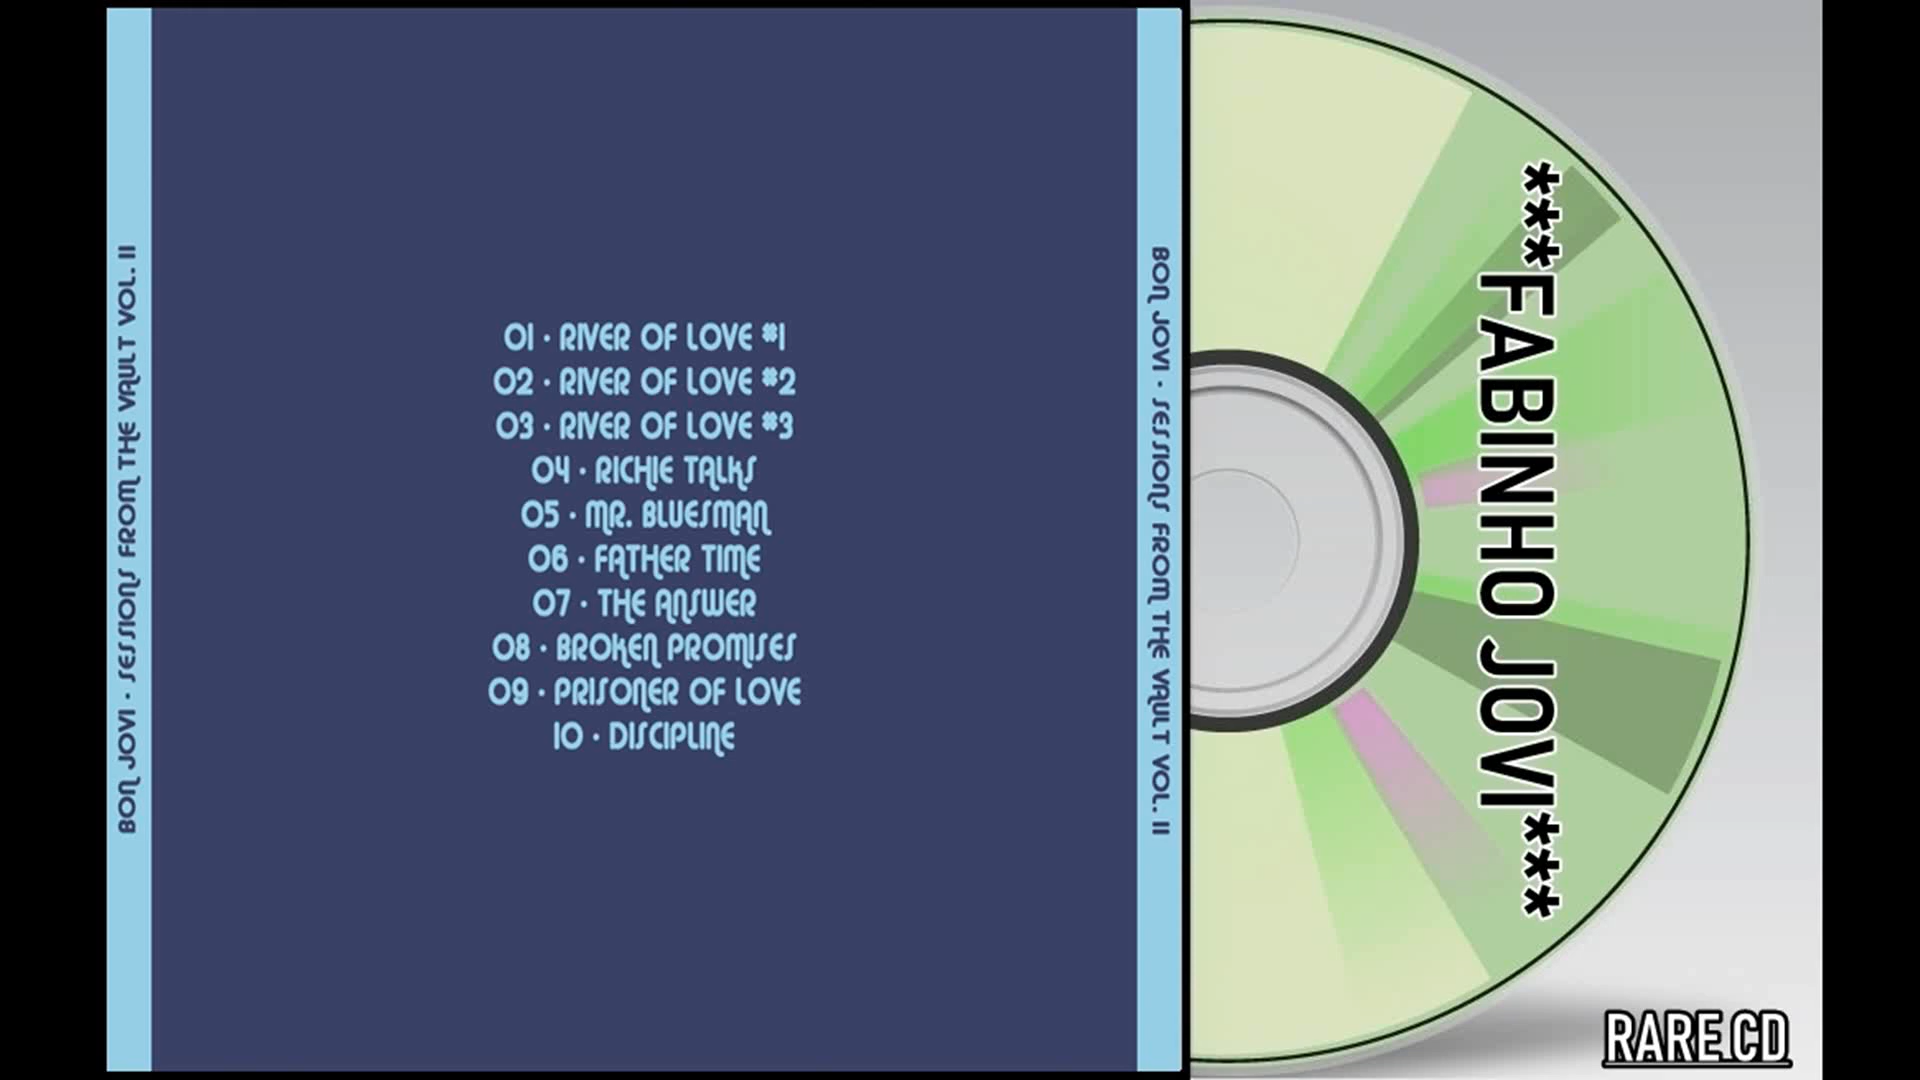 BON JOVI · SESSIONS FROM THE VAULT VOL. II
01 · RIVER OF LOVE #1
02 · RIVER OF LOVE #2
03 · RIVER OF LOVE #3
04 · RICHIE TALKS
05 · MR. BLUESMAN
06 · FATHER TIME
07 · THE ANSWER
08 · BROKEN PROMISES
09 · PRISONER OF LOVE
10 · DISCIPLINE
BON JOVI · SESSIONS FROM THE VAULT VOL. II
***FABINHO JOVI***
RARE CD